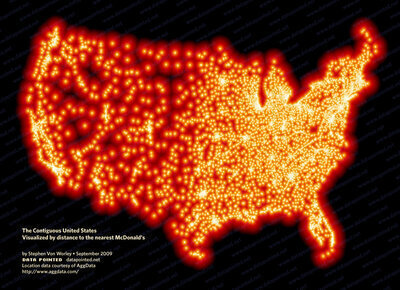 The Contiguous United States
Visualized by distance to the nearest McDonald's
by Stephen Von Worley • September 2009
DATA POINTED datapointed.net
Location data courtesy of AggData
http://www.aggdata.com/